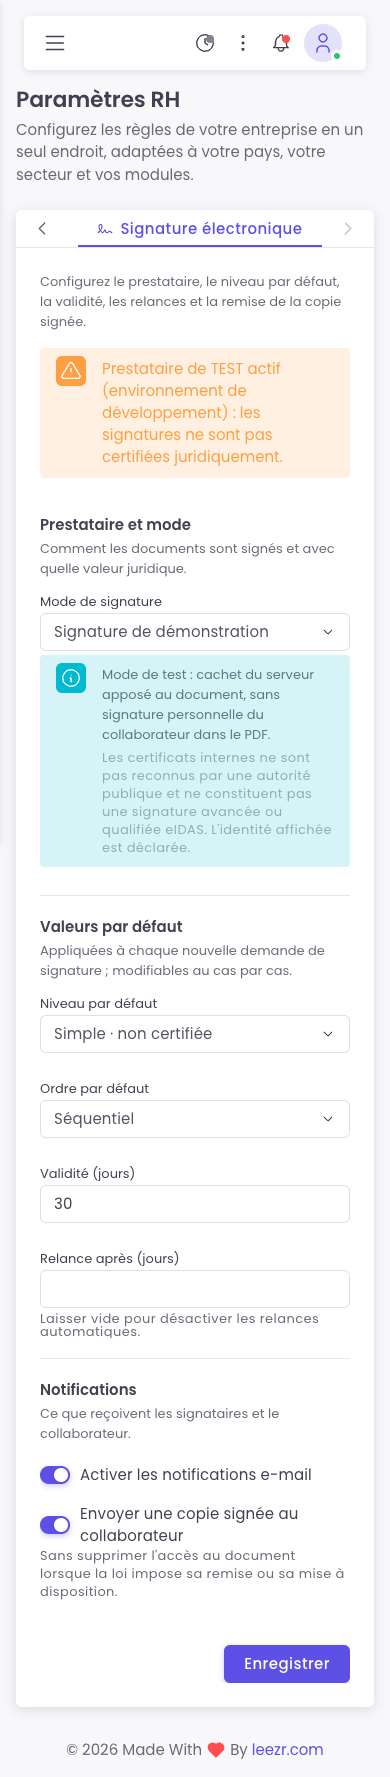 Paramètres RH
Configurez les règles de votre entreprise en un
seul endroit, adaptées à votre pays, votre
secteur et vos modules.
Signature électronique
Configurez le prestataire, le niveau par défaut,
la validité, les relances et la remise de la copie
signée.
Prestataire de TEST actif
(environnement de
développement) : les
signatures ne sont pas
certifiées juridiquement.
Prestataire et mode
Comment les documents sont signés et avec
quelle valeur juridique.
Mode de signature
Signature de démonstration
Mode de test : cachet du serveur
apposé au document, sans
signature personnelle du
collaborateur dans le PDF.
Les certificats internes ne sont
pas reconnus par une autorité
publique et ne constituent pas
une signature avancée ou
qualifiée eIDAS. L'identité affichée
est déclarée.
Valeurs par défaut
Appliquées à chaque nouvelle demande de
signature ; modifiables au cas par cas.
Niveau par défaut
Simple · non certifiée
Ordre par défaut
Séquentiel
Validité (jours)
30
Relance après (jours)
Laisser vide pour désactiver les relances
automatiques.
Notifications
Ce que reçoivent les signataires et le
collaborateur.
Activer les notifications e-mail
Envoyer une copie signée au
collaborateur
Sans supprimer l'accès au document
lorsque la loi impose sa remise ou sa mise à
disposition.
Enregistrer
© 2026 Made With By leezr.com